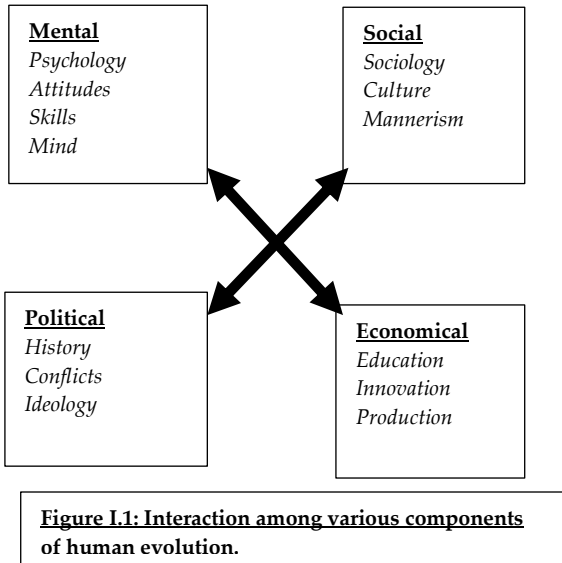 Mental
Psychology
Attitudes
Skills
Mind
Social
Sociology
Culture
Mannerism
Political
History
Conflicts
Ideology
Economical
Education
Innovation
Production
Figure I.1: Interaction among various components
of human evolution.